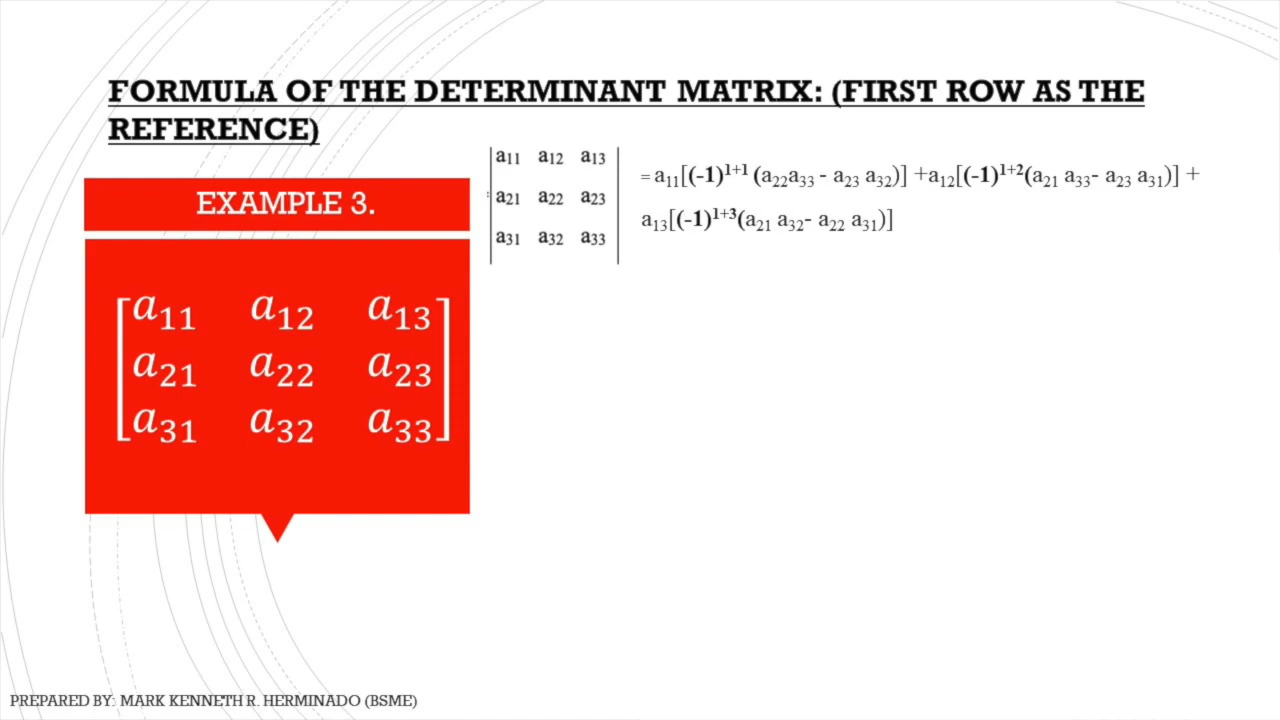 FORMULA OF THE DETERMINANT MATRIX: (FIRST ROW AS THE
REFERENCE)
EXAMPLE 3.
a₁₁ a₁₂ a₁₃
a₂₁ a₂₂ a₂₃
a₃₁ a₃₂ a₃₃
a₁₁ a₁₂ a₁₃
a₂₁ a₂₂ a₂₃
a₃₁ a₃₂ a₃₃
= a₁₁[(-1)¹⁺¹ (a₂₂a₃₃ - a₂₃ a₃₂)] +a₁₂[(-1)¹⁺²(a₂₁ a₃₃- a₂₃ a₃₁)] +
a₁₃[(-1)¹⁺³(a₂₁ a₃₂- a₂₂ a₃₁)]
PREPARED BY: MARK KENNETH R. HERMINADO (BSME)